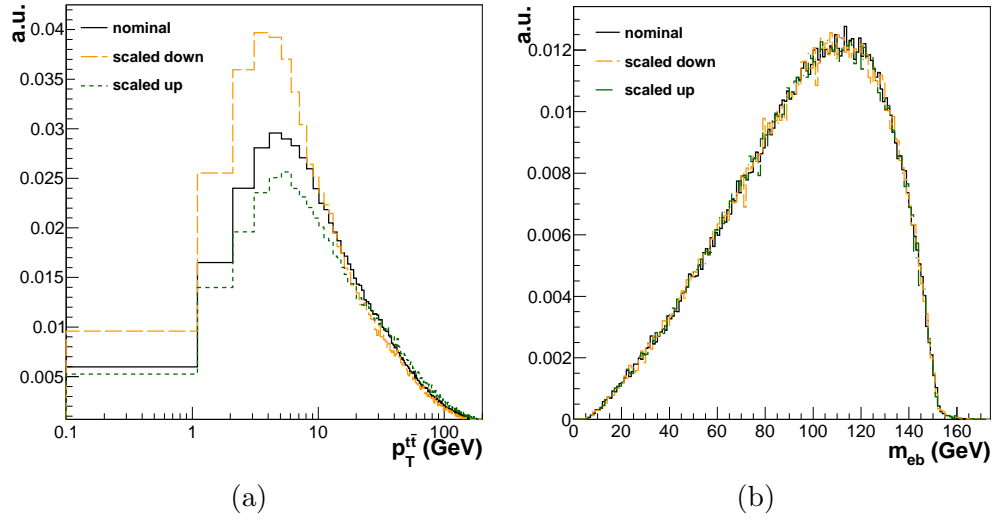 a.u.
nominal
scaled down
scaled up
0.04
0.035
0.03
0.025
0.02
0.015
0.01
0.005
0.1 1 10 100
p_T^{tt̄} (GeV)
(a)
a.u.
nominal
scaled down
scaled up
0.012
0.01
0.008
0.006
0.004
0.002
0
0 20 40 60 80 100 120 140 160
m_{eb} (GeV)
(b)